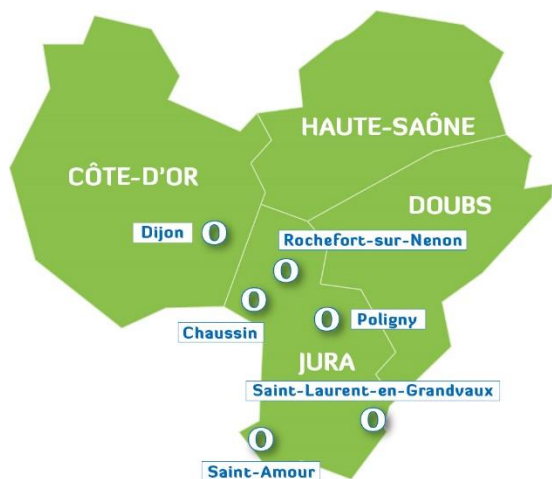 HAUTE-SAÔNE
CÔTE-D'OR
DOUBS
Dijon
Rochefort-sur-Nenon
Chaussin
Poligny
JURA
Saint-Laurent-en-Grandvaux
Saint-Amour